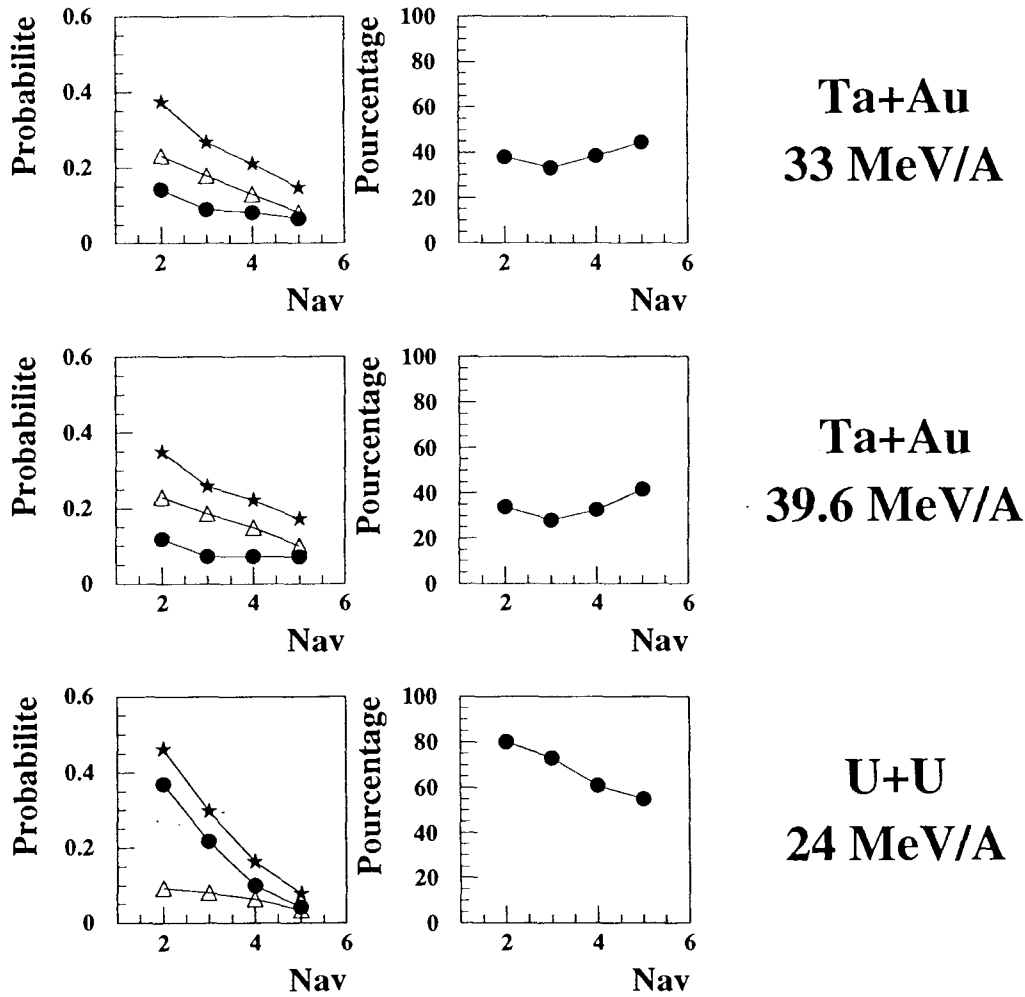 Probabilite
0.6
0.4
0.2
0
2 4 6
Nav
Pourcentage
100
80
60
40
20
0
2 4 6
Nav
Ta+Au
33 MeV/A
Probabilite
0.6
0.4
0.2
0
2 4 6
Nav
Pourcentage
100
80
60
40
20
0
2 4 6
Nav
Ta+Au
39.6 MeV/A
Probabilite
0.6
0.4
0.2
0
2 4 6
Nav
Pourcentage
100
80
60
40
20
0
2 4 6
Nav
U+U
24 MeV/A